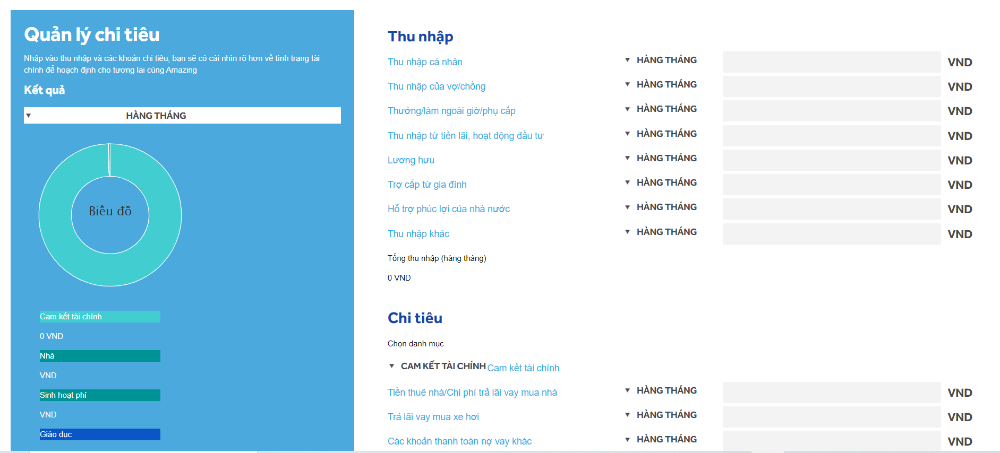 Quản lý chi tiêu
Nhập vào thu nhập và các khoản chi tiêu, bạn sẽ có cái nhìn rõ hơn về tình trạng tài
chính để hoạch định cho tương lai cùng Amazing
Kết quả
HÀNG THÁNG
Biểu đồ
Cam kết tài chính
0 VND
Nhà
VND
Sinh hoạt phí
VND
Giáo dục
Thu nhập
Thu nhập cá nhân HÀNG THÁNG VND
Thu nhập của vợ/chồng HÀNG THÁNG VND
Thưởng/làm ngoài giờ/phụ cấp HÀNG THÁNG VND
Thu nhập từ tiền lãi, hoạt động đầu tư HÀNG THÁNG VND
Lương hưu HÀNG THÁNG VND
Trợ cấp từ gia đình HÀNG THÁNG VND
Hỗ trợ phúc lợi của nhà nước HÀNG THÁNG VND
Thu nhập khác HÀNG THÁNG VND
Tổng thu nhập (hàng tháng)
0 VND
Chi tiêu
Chọn danh mục
CAM KẾT TÀI CHÍNH Cam kết tài chính
Tiền thuê nhà/Chi phí trả lãi vay mua nhà HÀNG THÁNG VND
Trả lãi vay mua xe hơi HÀNG THÁNG VND
Các khoản thanh toán nợ vay khác HÀNG THÁNG VND